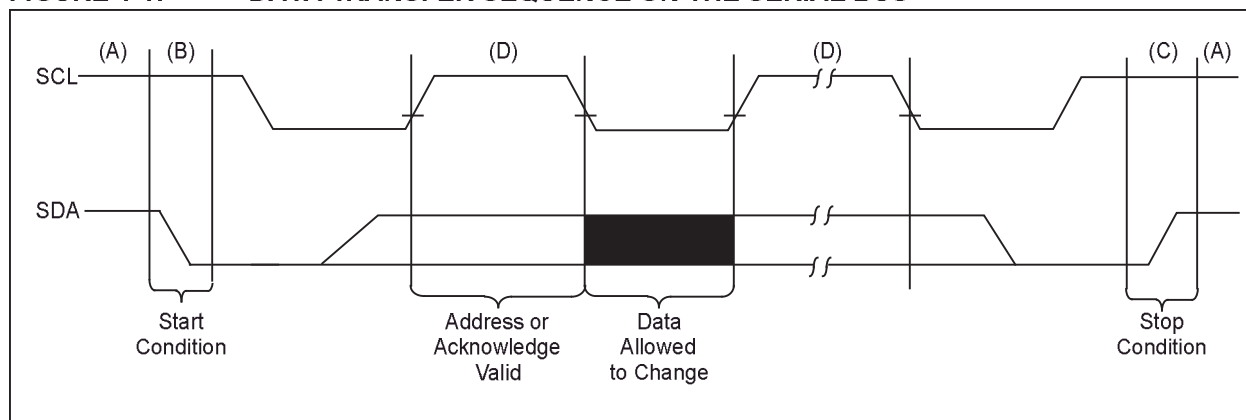 (A) (B) (D) (D) (C) (A)
SCL
SDA
Start
Condition
Address or
Acknowledge
Valid
Data
Allowed
to Change
Stop
Condition